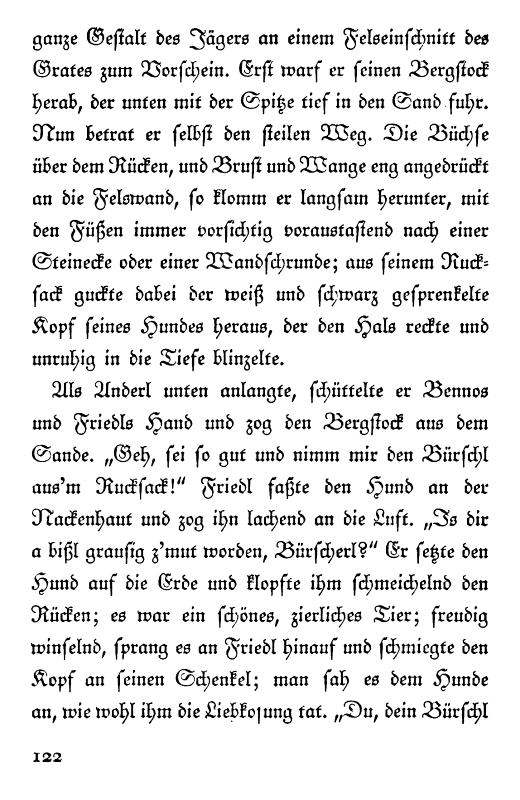 ganze Gestalt des Jägers an einem Felseinschnitt des
Grates zum Vorschein. Erst warf er seinen Bergstock
herab, der unten mit der Spitze tief in den Sand fuhr.
Nun betrat er selbst den steilen Weg. Die Büchse
über dem Rücken, und Brust und Wange eng angedrückt
an die Felswand, so klomm er langsam herunter, mit
den Füßen immer vorsichtig voraustastend nach einer
Steinecke oder einer Wandschrunde; aus seinem Ruck-
sack guckte dabei der weiß und schwarz gesprenkelte
Kopf seines Hundes heraus, der den Hals reckte und
unruhig in die Tiefe blinzelte.
Als Anderl unten anlangte, schüttelte er Bennos
und Friedls Hand und zog den Bergstock aus dem
Sande. „Geh, sei so gut und nimm mir den Bürschl
aus'm Rucksack!“ Friedl faßte den Hund an der
Nackenhaut und zog ihn lachend an die Luft. „Is dir
a bißl grausig z'mut worden, Bürscherl?“ Er setzte den
Hund auf die Erde und klopfte ihm schmeichelnd den
Rücken; es war ein schönes, zierliches Tier; freudig
winselnd, sprang es an Friedl hinauf und schmiegte den
Kopf an seinen Schenkel; man sah es dem Hunde
an, wie wohl ihm die Liebkosung tat. „Du, dein Bürschl
122